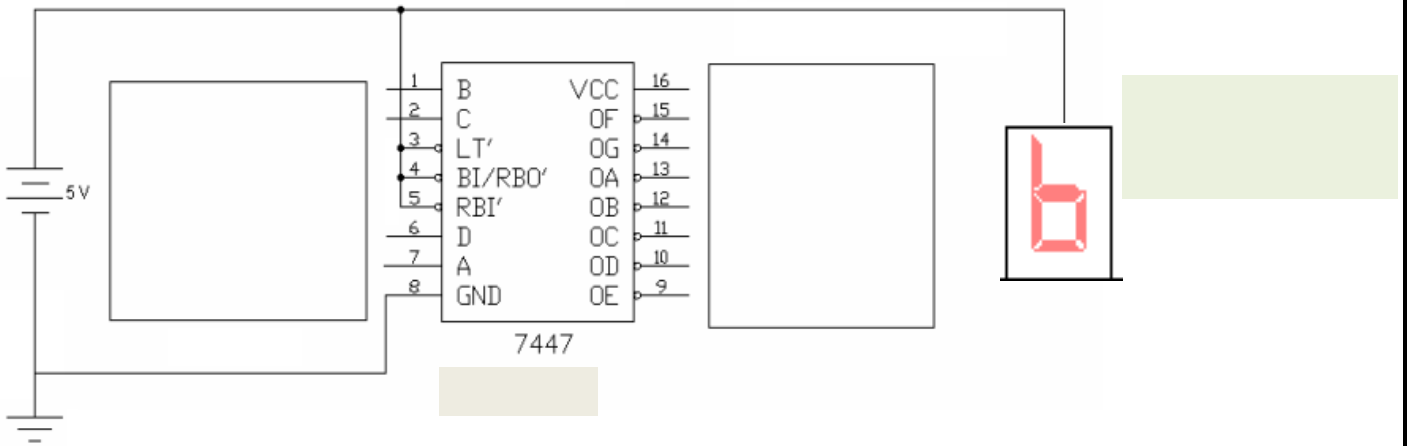 5 V
1 B VCC 16
2 C OF 15
3 LT' OG 14
4 BI/RBO' OA 13
5 RBI' OB 12
6 D OC 11
7 A OD 10
8 GND OE 9
7447